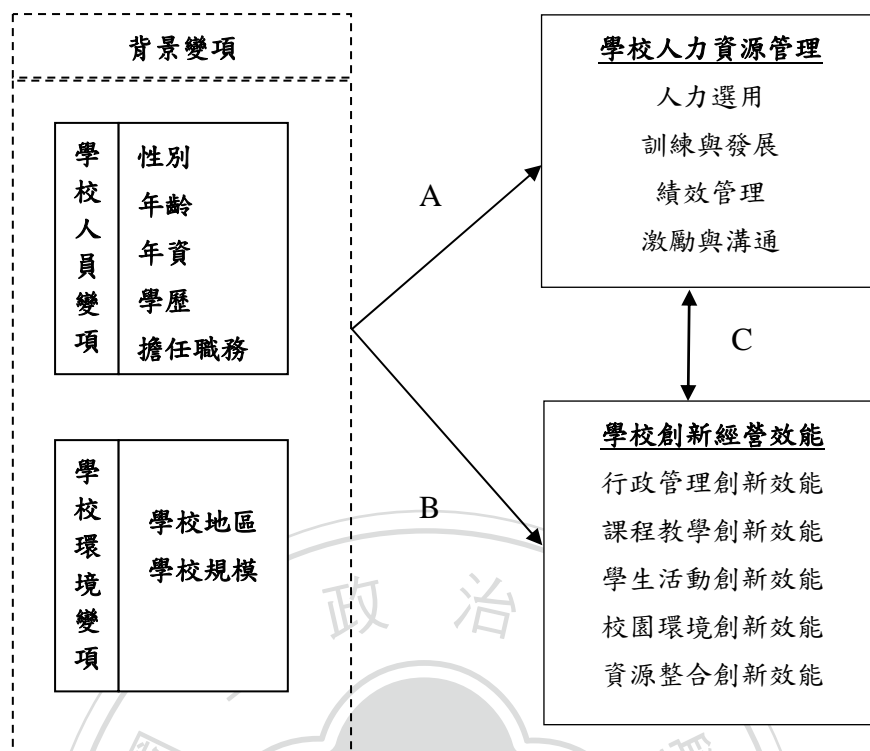 背景變項
學校人員變項
性別
年齡
年資
學歷
擔任職務
學校環境變項
學校地區
學校規模
A
B
學校人力資源管理
人力選用
訓練與發展
績效管理
激勵與溝通
C
學校創新經營效能
行政管理創新效能
課程教學創新效能
學生活動創新效能
校園環境創新效能
資源整合創新效能
政治